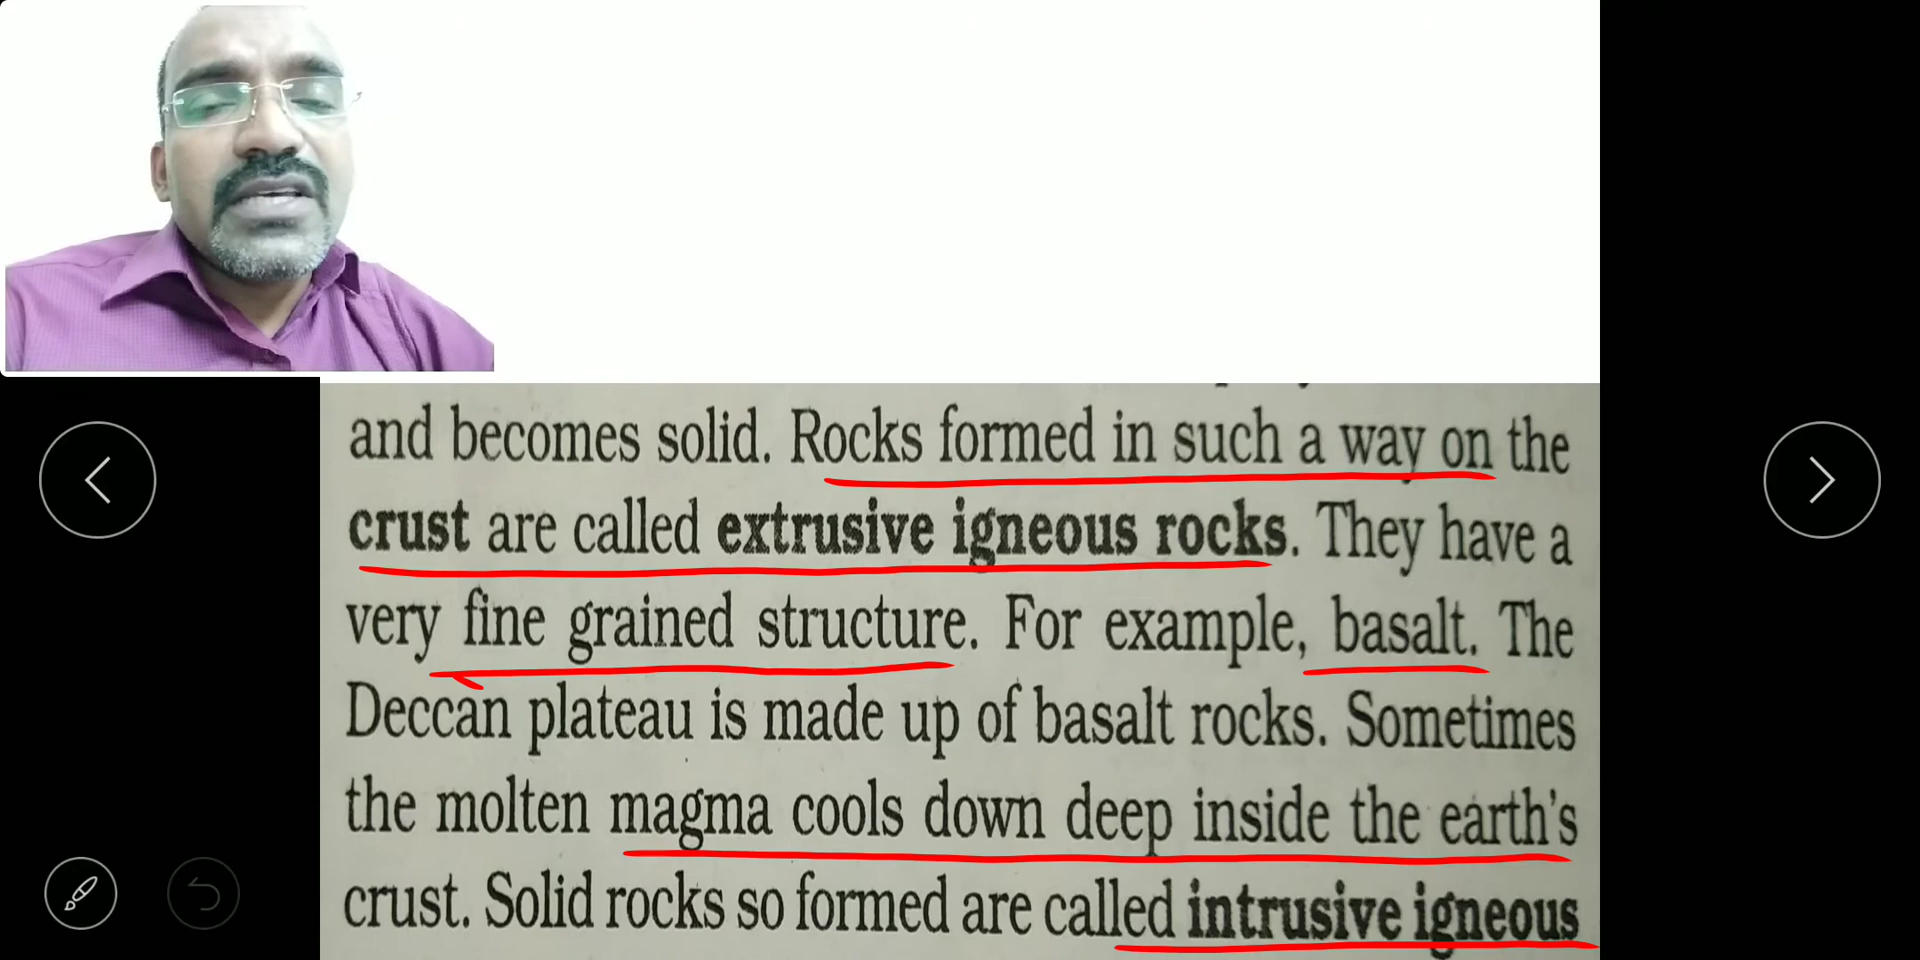 and becomes solid. Rocks formed in such a way on the
crust are called extrusive igneous rocks. They have a
very fine grained structure. For example, basalt. The
Deccan plateau is made up of basalt rocks. Sometimes
the molten magma cools down deep inside the earth's
crust. Solid rocks so formed are called intrusive igneous